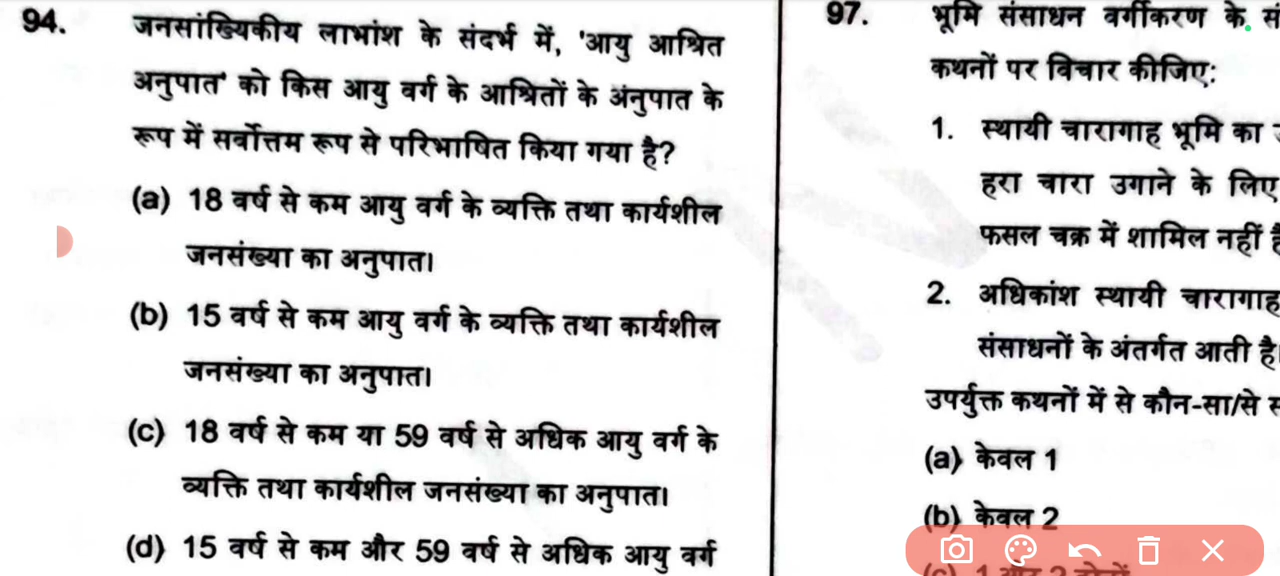 94.
जनसांख्यिकीय लाभांश के संदर्भ में, 'आयु आश्रित
अनुपात' को किस आयु वर्ग के आश्रितों के अनुपात के
रूप में सर्वोत्तम रूप से परिभाषित किया गया है?
(a) 18 वर्ष से कम आयु वर्ग के व्यक्ति तथा कार्यशील
जनसंख्या का अनुपात।
(b) 15 वर्ष से कम आयु वर्ग के व्यक्ति तथा कार्यशील
जनसंख्या का अनुपात।
(c) 18 वर्ष से कम या 59 वर्ष से अधिक आयु वर्ग के
व्यक्ति तथा कार्यशील जनसंख्या का अनुपात।
(d) 15 वर्ष से कम और 59 वर्ष से अधिक आयु वर्ग
97.
भूमि संसाधन वर्गीकरण के
कथनों पर विचार कीजिए:
1. स्थायी चारागाह भूमि का
हरा चारा उगाने के लिए
फसल चक्र में शामिल नहीं
2. अधिकांश स्थायी चारागाह
संसाधनों के अंतर्गत आती है
उपर्युक्त कथनों में से कौन-सा/से
(a) केवल 1
(b) केवल 2
(c) 1 और 2 दोनों